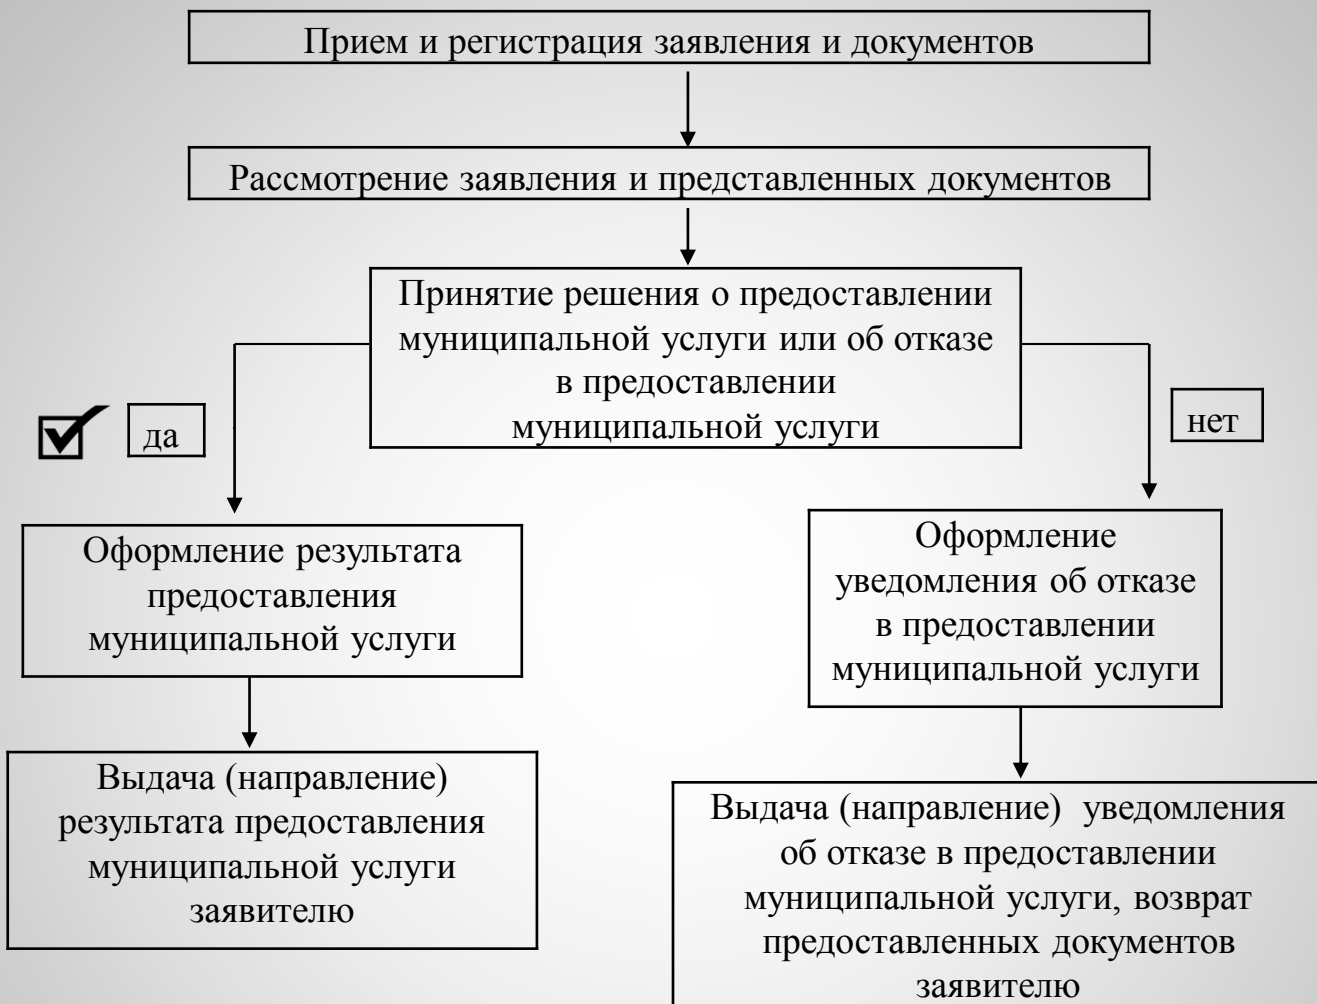 Прием и регистрация заявления и документов
Рассмотрение заявления и представленных документов
Принятие решения о предоставлении
муниципальной услуги или об отказе
в предоставлении
муниципальной услуги
да
нет
Оформление результата
предоставления
муниципальной услуги
Оформление
уведомления об отказе
в предоставлении
муниципальной услуги
Выдача (направление)
результата предоставления
муниципальной услуги
заявителю
Выдача (направление) уведомления
об отказе в предоставлении
муниципальной услуги, возврат
предоставленных документов
заявителю